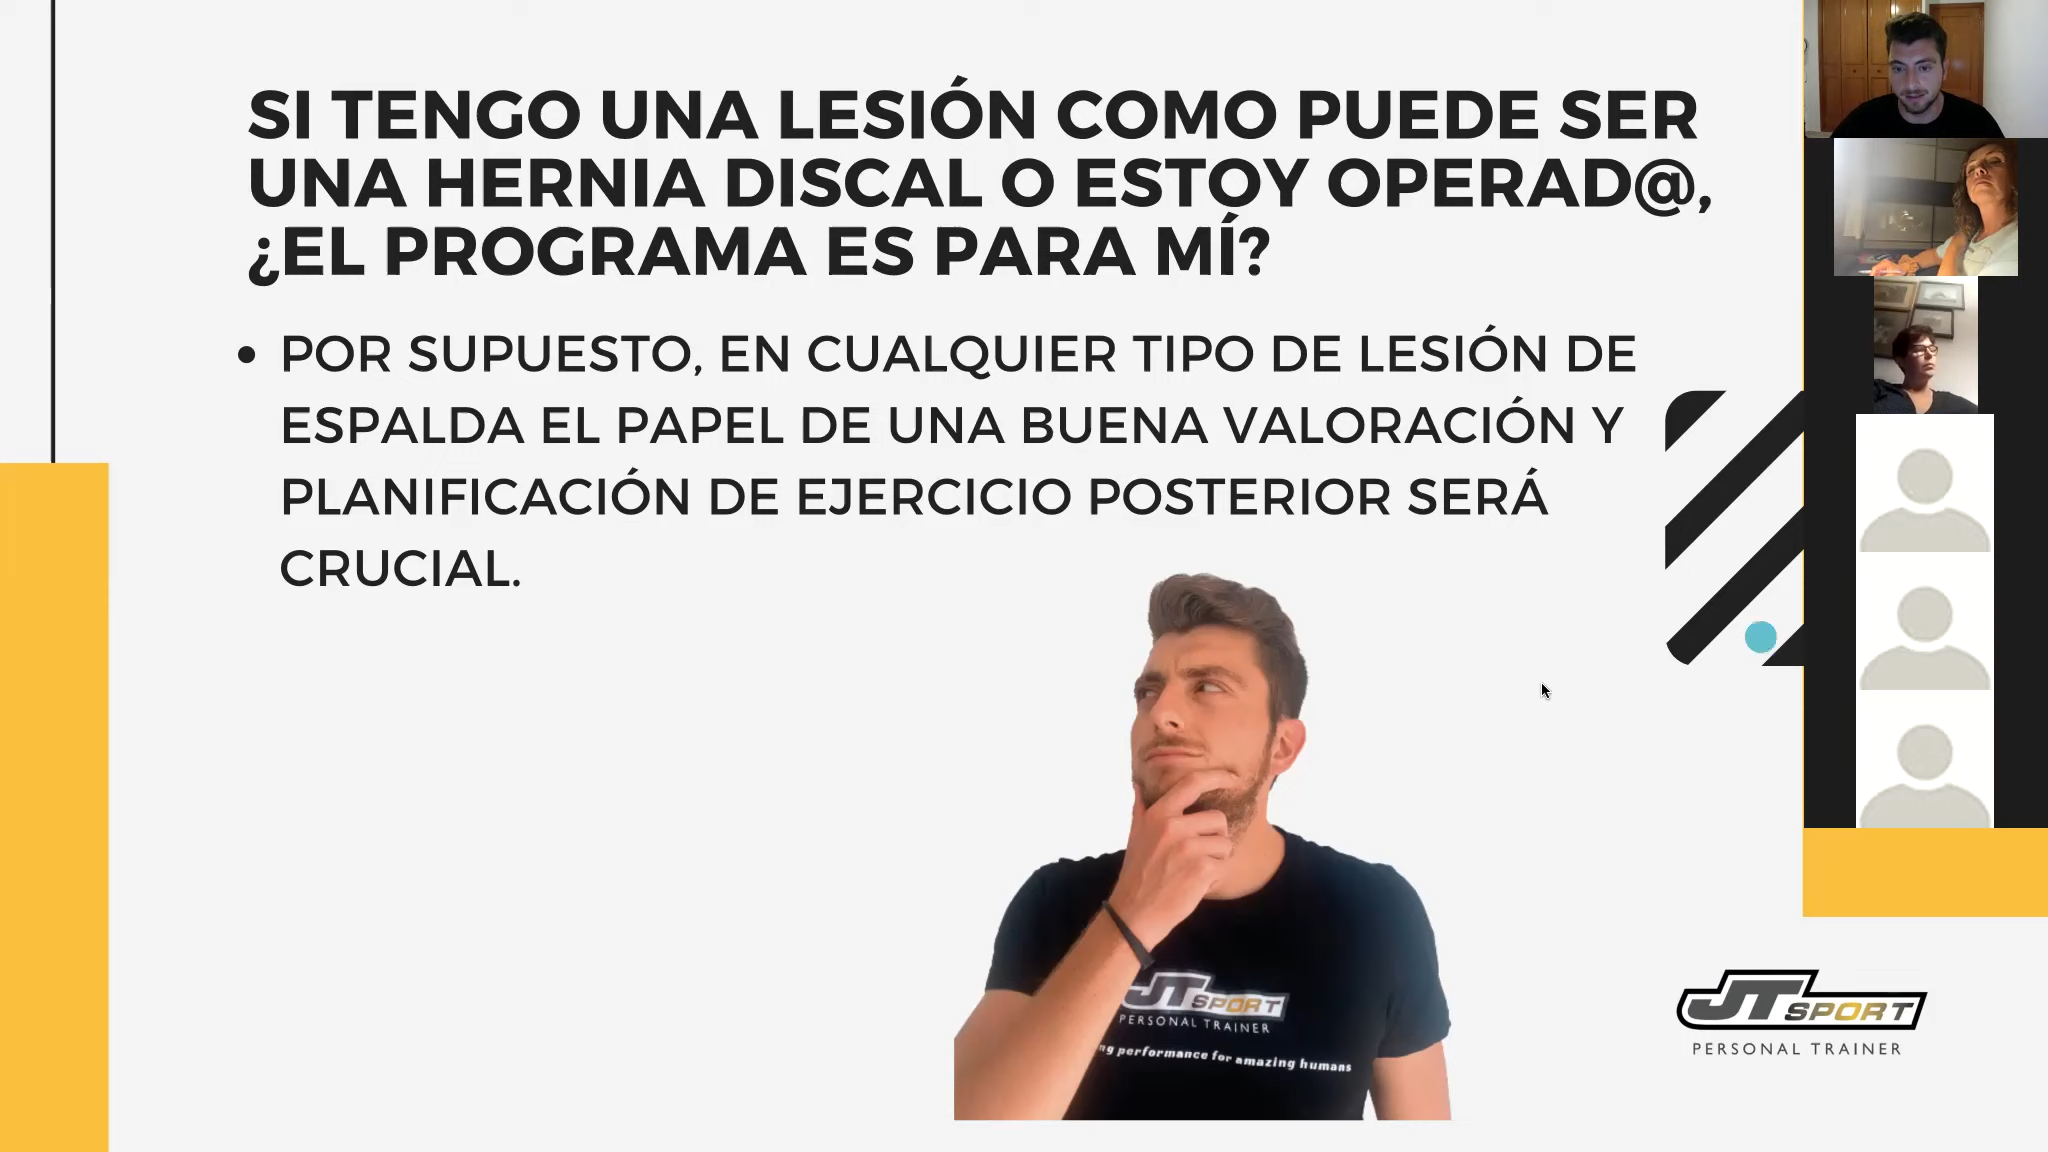 SI TENGO UNA LESIÓN COMO PUEDE SER
UNA HERNIA DISCAL O ESTOY OPERAD@,
¿EL PROGRAMA ES PARA MÍ?
• POR SUPUESTO, EN CUALQUIER TIPO DE LESIÓN DE
ESPALDA EL PAPEL DE UNA BUENA VALORACIÓN Y
PLANIFICACIÓN DE EJERCICIO POSTERIOR SERÁ
CRUCIAL.
JT SPORT
PERSONAL TRAINER
performance for amazing humans
JT SPORT
PERSONAL TRAINER